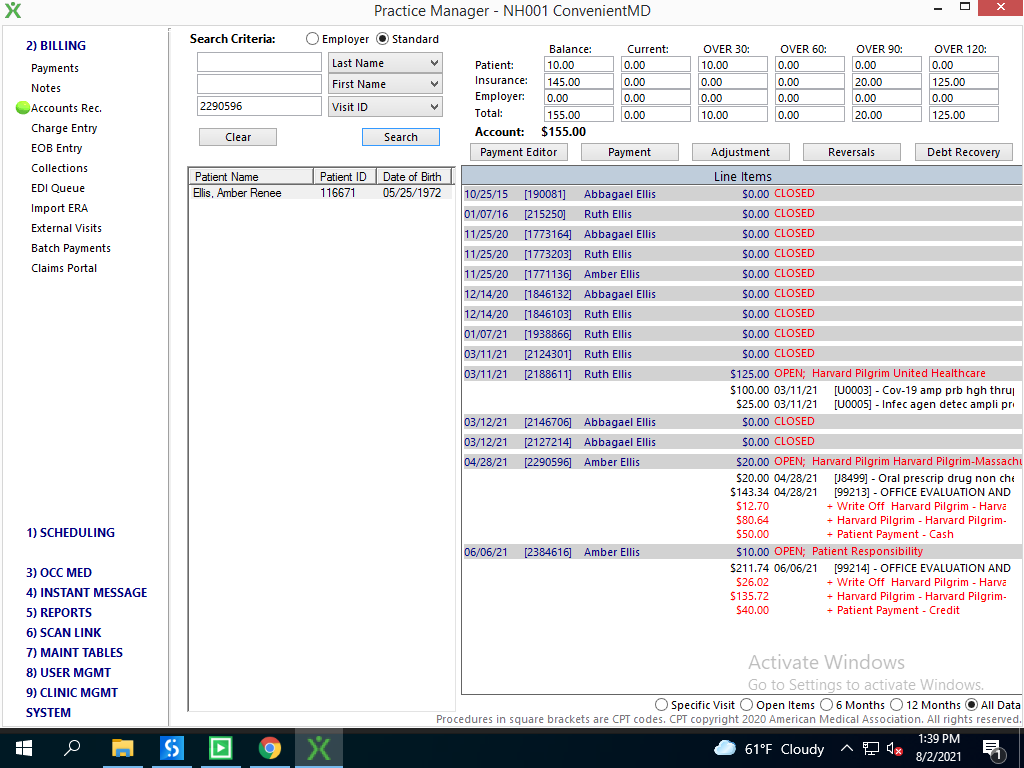 Practice Manager - NH001 ConvenientMD
2) BILLING
Payments
Notes
Accounts Rec.
Charge Entry
EOB Entry
Collections
EDI Queue
Import ERA
External Visits
Batch Payments
Claims Portal
1) SCHEDULING
3) OCC MED
4) INSTANT MESSAGE
5) REPORTS
6) SCAN LINK
7) MAINT TABLES
8) USER MGMT
9) CLINIC MGMT
SYSTEM
Search Criteria: Employer Standard
Last Name
First Name
2290596 Visit ID
Clear Search
Patient Name Patient ID Date of Birth
Ellis, Amber Renee 116671 05/25/1972
Balance: Current: OVER 30: OVER 60: OVER 90: OVER 120:
Patient: 10.00 0.00 10.00 0.00 0.00 0.00
Insurance: 145.00 0.00 0.00 0.00 20.00 125.00
Employer: 0.00 0.00 0.00 0.00 0.00 0.00
Total: 155.00 0.00 10.00 0.00 20.00 125.00
Account: $155.00
Payment Editor Payment Adjustment Reversals Debt Recovery
Line Items
10/25/15 [190081] Abbagael Ellis $0.00 CLOSED
01/07/16 [215250] Ruth Ellis $0.00 CLOSED
11/25/20 [1773164] Abbagael Ellis $0.00 CLOSED
11/25/20 [1773203] Ruth Ellis $0.00 CLOSED
11/25/20 [1771136] Amber Ellis $0.00 CLOSED
12/14/20 [1846132] Abbagael Ellis $0.00 CLOSED
12/14/20 [1846103] Ruth Ellis $0.00 CLOSED
01/07/21 [1938866] Ruth Ellis $0.00 CLOSED
03/11/21 [2124301] Ruth Ellis $0.00 CLOSED
03/11/21 [2188611] Ruth Ellis $125.00 OPEN; Harvard Pilgrim United Healthcare
$100.00 03/11/21 [U0003] - Cov-19 amp prb hgh thrup
$25.00 03/11/21 [U0005] - Infec agen detec ampli pro
03/12/21 [2146706] Abbagael Ellis $0.00 CLOSED
03/12/21 [2127214] Abbagael Ellis $0.00 CLOSED
04/28/21 [2290596] Amber Ellis $20.00 OPEN; Harvard Pilgrim Harvard Pilgrim-Massachu
$20.00 04/28/21 [J8499] - Oral prescrip drug non che
$143.34 04/28/21 [99213] - OFFICE EVALUATION AND
$12.70 + Write Off Harvard Pilgrim - Harva
$80.64 + Harvard Pilgrim - Harvard Pilgrim-
$50.00 + Patient Payment - Cash
06/06/21 [2384616] Amber Ellis $10.00 OPEN; Patient Responsibility
$211.74 06/06/21 [99214] - OFFICE EVALUATION AND
$26.02 + Write Off Harvard Pilgrim - Harva
$135.72 + Harvard Pilgrim - Harvard Pilgrim-
$40.00 + Patient Payment - Credit
Activate Windows
Go to Settings to activate Windows.
Specific Visit Open Items 6 Months 12 Months All Data
Procedures in square brackets are CPT codes. CPT copyright 2020 American Medical Association. All rights reserved.
61°F Cloudy
1:39 PM
8/2/2021
1